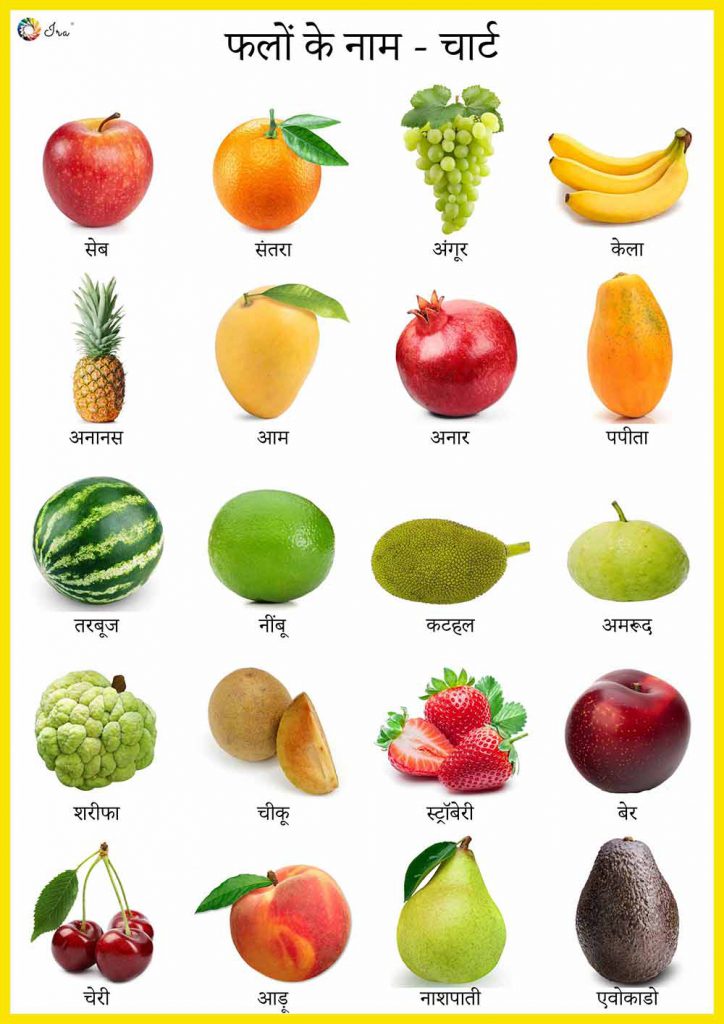 Ira
फलों के नाम - चार्ट
सेब संतरा अंगूर केला
अनानस आम अनार पपीता
तरबूज नींबू कटहल अमरूद
शरीफा चीकू स्ट्रॉबेरी बेर
चेरी आड़ू नाशपाती एवोकाडो